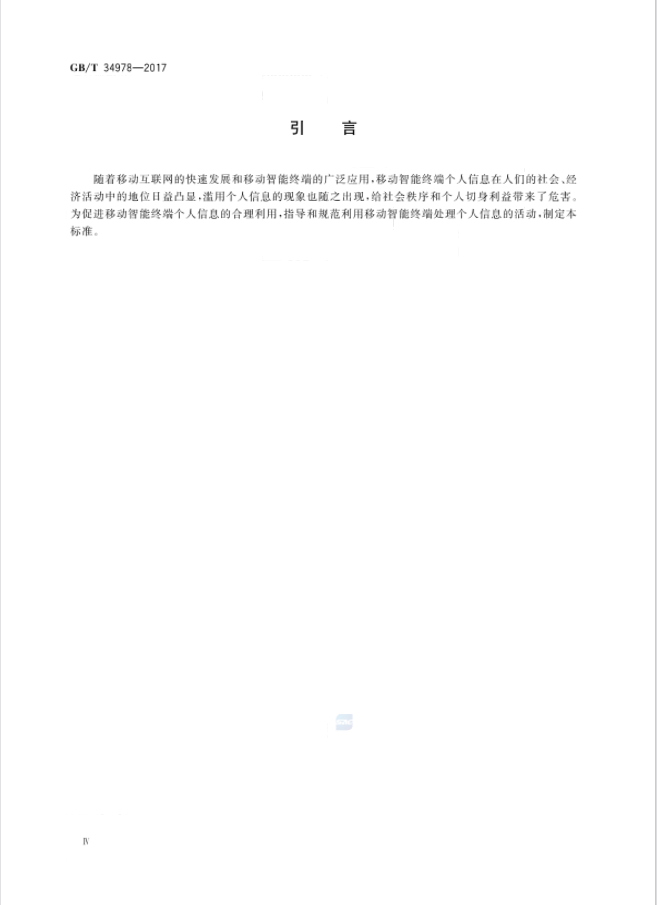 GB/T 34978—2017
引 言
随着移动互联网的快速发展和移动智能终端的广泛应用,移动智能终端个人信息在人们的社会、经
济活动中的地位日益凸显,滥用个人信息的现象也随之出现,给社会秩序和个人切身利益带来了危害。
为促进移动智能终端个人信息的合理利用,指导和规范利用移动智能终端处理个人信息的活动,制定本
标准。
Ⅳ